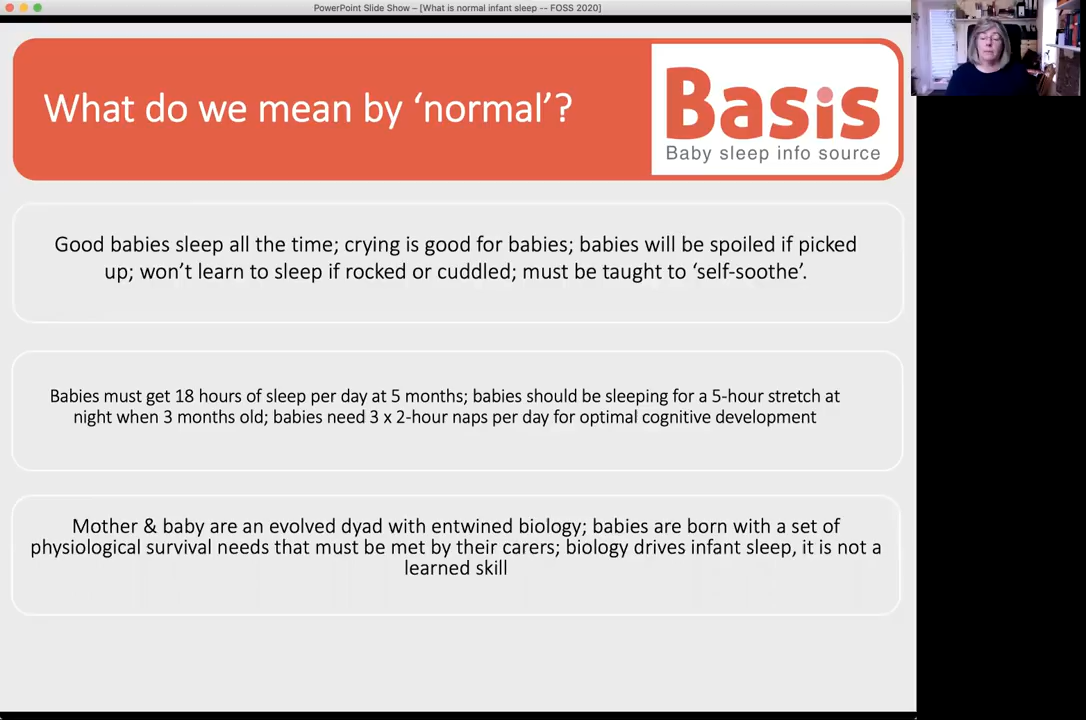 PowerPoint Slide Show – [What is normal infant sleep -- FOSS 2020]
What do we mean by ‘normal’?
Basis
Baby sleep info source
Good babies sleep all the time; crying is good for babies; babies will be spoiled if picked
up; won’t learn to sleep if rocked or cuddled; must be taught to ‘self-soothe’.
Babies must get 18 hours of sleep per day at 5 months; babies should be sleeping for a 5-hour stretch at
night when 3 months old; babies need 3 x 2-hour naps per day for optimal cognitive development
Mother & baby are an evolved dyad with entwined biology; babies are born with a set of
physiological survival needs that must be met by their carers; biology drives infant sleep, it is not a
learned skill